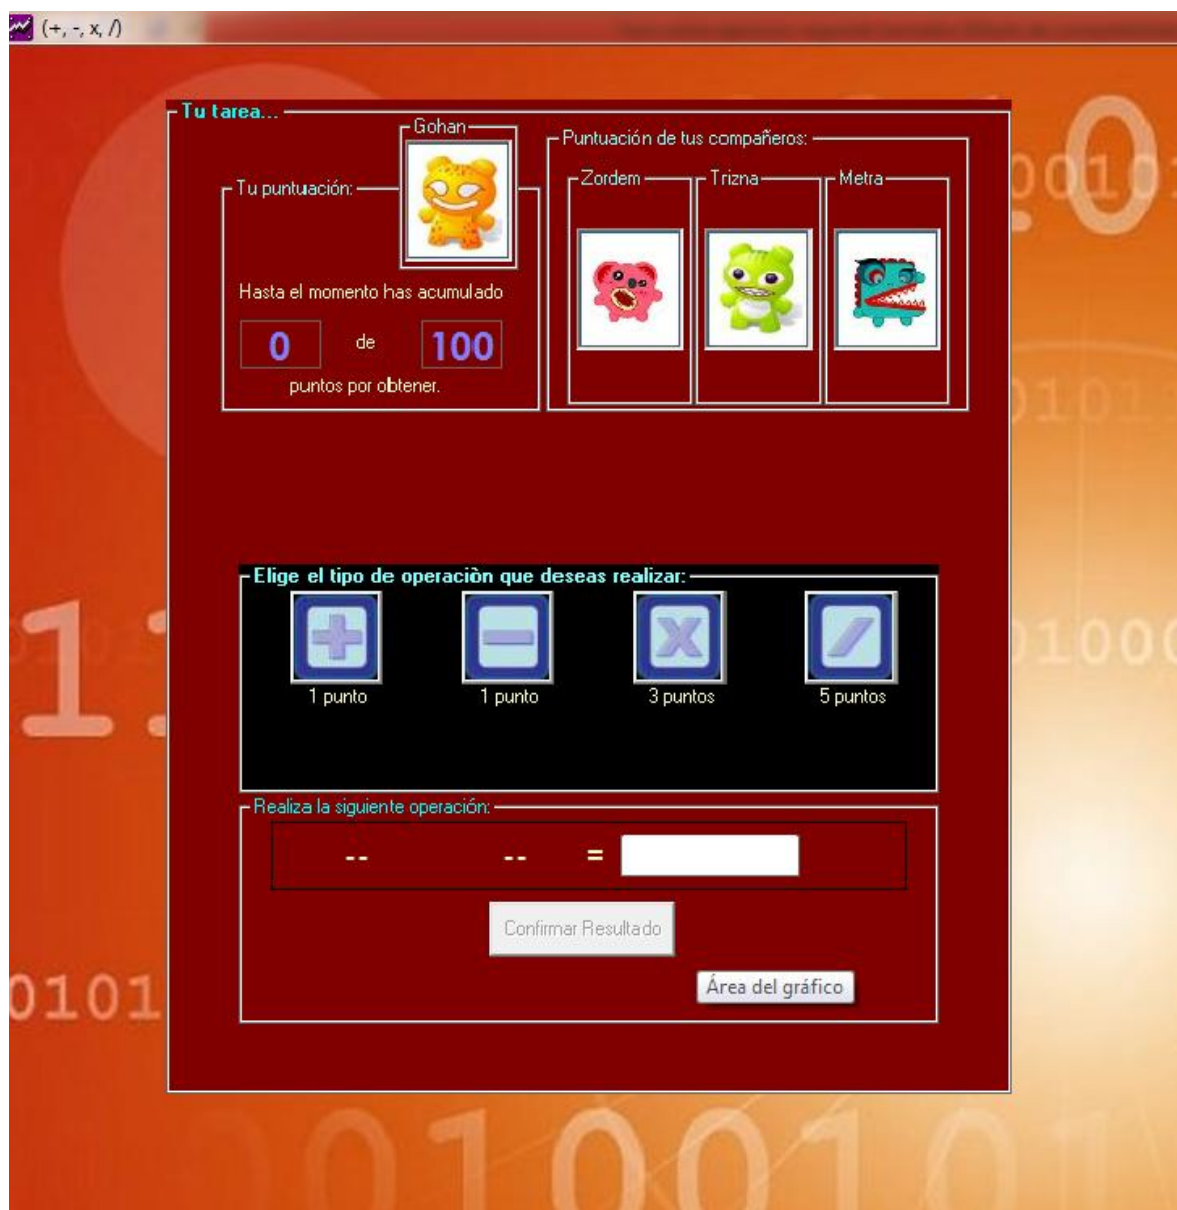 (+, -, x, /)
Tu tarea...
Gohan
Puntuación de tus compañeros:
Tu puntuación:
Zordem
Trizna
Metra
Hasta el momento has acumulado
0 de 100
puntos por obtener.
Elige el tipo de operaciòn que deseas realizar:
+ - x /
1 punto 1 punto 3 puntos 5 puntos
Realiza la siguiente operación:
-- -- =
Confirmar Resultado
Área del gráfico